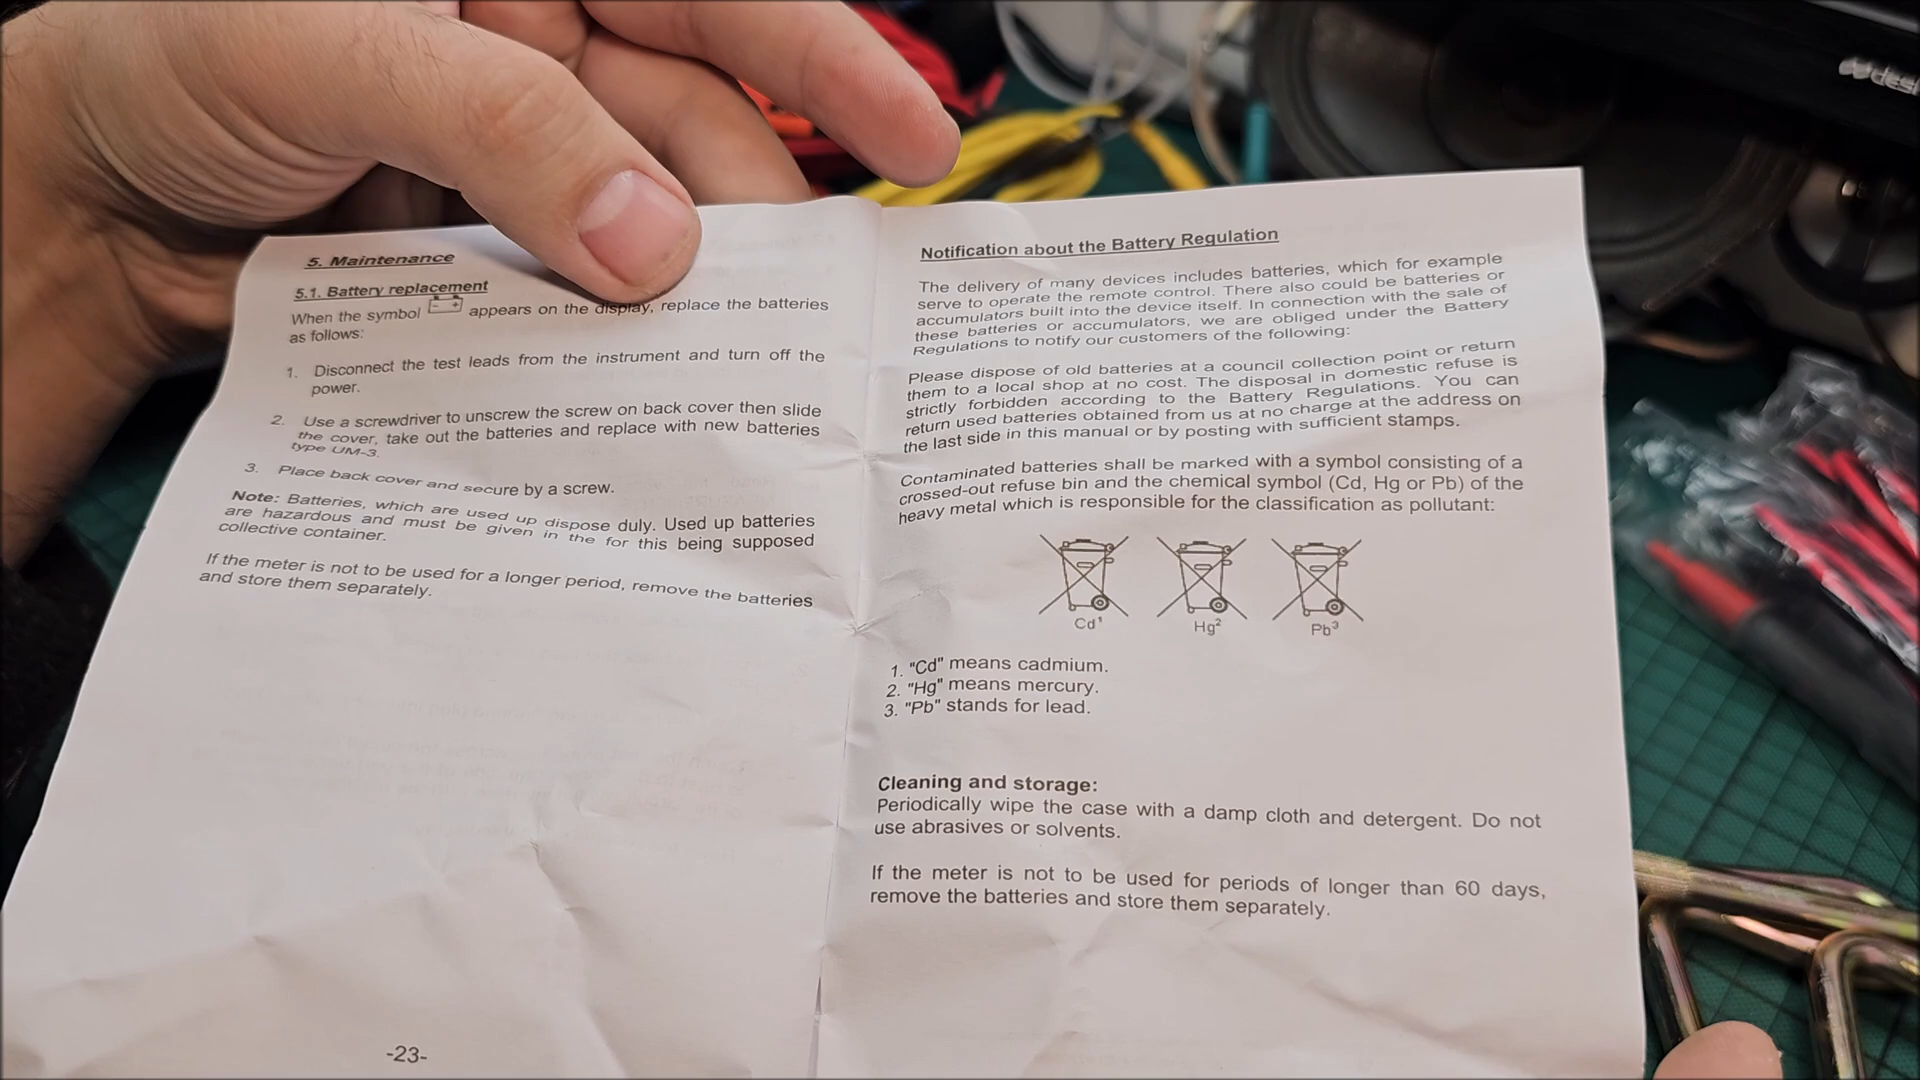 5. Maintenance
5.1. Battery replacement
When the symbol appears on the display, replace the batteries
as follows:
1. Disconnect the test leads from the instrument and turn off the
power.
2. Use a screwdriver to unscrew the screw on back cover then slide
the cover, take out the batteries and replace with new batteries
type UM-3.
3. Place back cover and secure by a screw.
Note: Batteries, which are used up dispose duly. Used up batteries
are hazardous and must be given in the for this being supposed
collective container.
If the meter is not to be used for a longer period, remove the batteries
and store them separately.
-23-
Notification about the Battery Regulation
The delivery of many devices includes batteries, which for example
serve to operate the remote control. There also could be batteries or
accumulators built into the device itself. In connection with the sale of
these batteries or accumulators, we are obliged under the Battery
Regulations to notify our customers of the following:
Please dispose of old batteries at a council collection point or return
them to a local shop at no cost. The disposal in domestic refuse is
strictly forbidden according to the Battery Regulations. You can
return used batteries obtained from us at no charge at the address on
the last side in this manual or by posting with sufficient stamps.
Contaminated batteries shall be marked with a symbol consisting of a
crossed-out refuse bin and the chemical symbol (Cd, Hg or Pb) of the
heavy metal which is responsible for the classification as pollutant:
Cd¹ Hg² Pb³
1. "Cd" means cadmium.
2. "Hg" means mercury.
3. "Pb" stands for lead.
Cleaning and storage:
Periodically wipe the case with a damp cloth and detergent. Do not
use abrasives or solvents.
If the meter is not to be used for periods of longer than 60 days,
remove the batteries and store them separately.